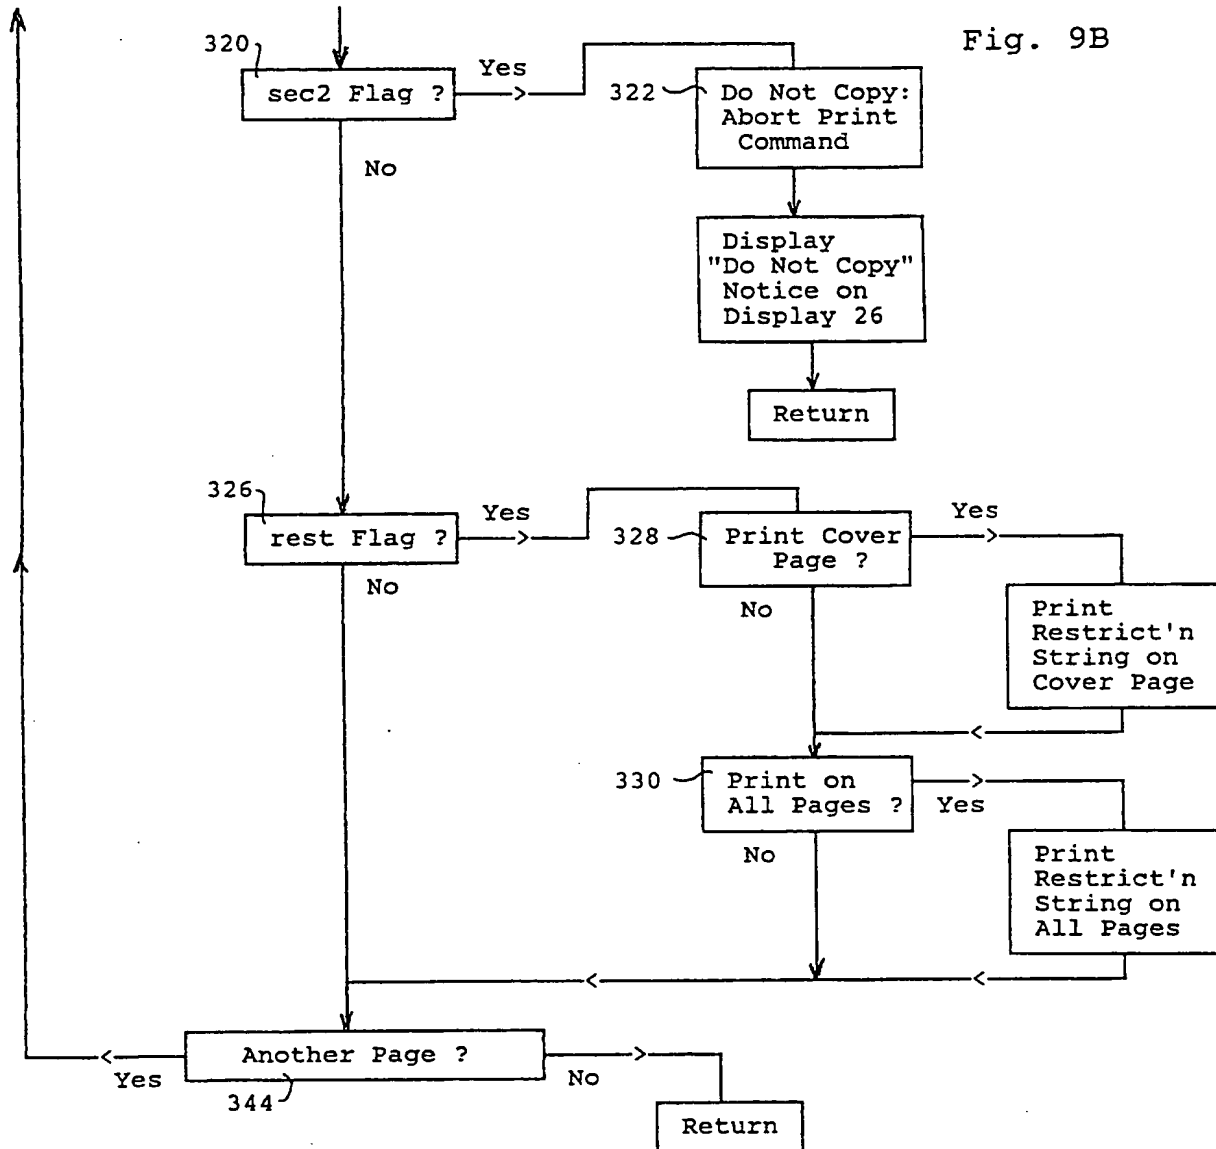 Fig. 9B
320
sec2 Flag ?
Yes
No
322
Do Not Copy:
Abort Print
Command
Display
"Do Not Copy"
Notice on
Display 26
Return
326
rest Flag ?
Yes
No
328
Print Cover
Page ?
Yes
No
Print
Restrict'n
String on
Cover Page
330
Print on
All Pages ?
Yes
No
Print
Restrict'n
String on
All Pages
Another Page ?
Yes
344
No
Return